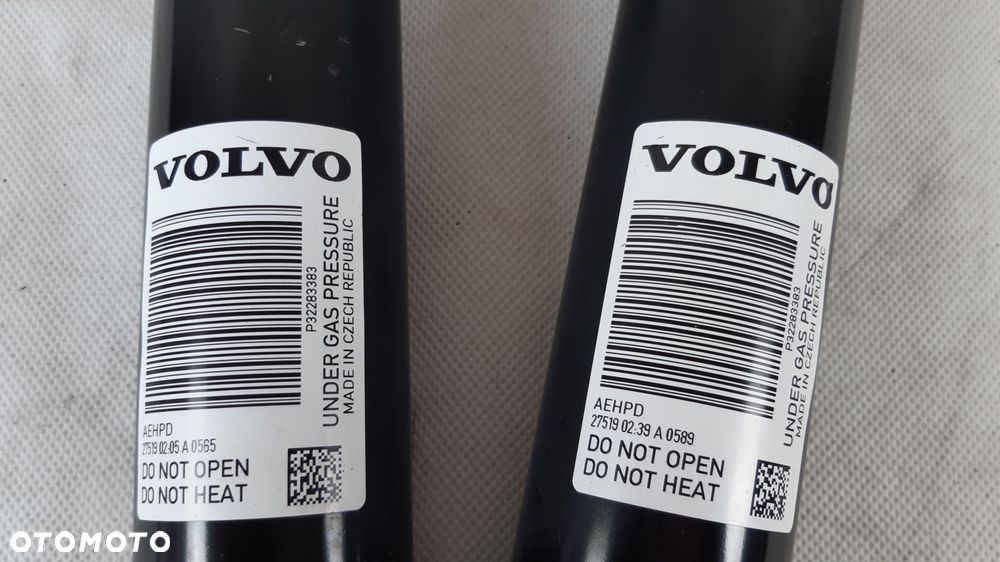 VOLVO
P32283383
UNDER GAS PRESSURE
MADE IN CZECH REPUBLIC
AEHPD
27519 02:05 A 0565
DO NOT OPEN
DO NOT HEAT
VOLVO
P32283383
UNDER GAS PRESSURE
MADE IN CZECH REPUBLIC
AEHPD
27519 02:39 A 0589
DO NOT OPEN
DO NOT HEAT
OTOMOTO